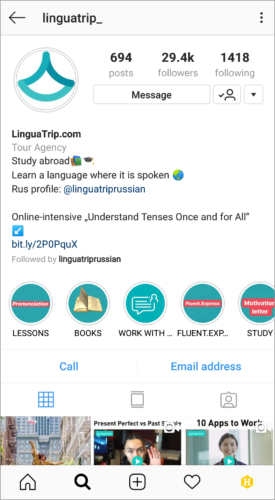 linguatrip_
694 29.4k 1418
posts followers following
Message
LinguaTrip.com
Tour Agency
Study abroad📚🎓
Learn a language where it is spoken 🌏
Rus profile: @linguatriprussian
Online-intensive „Understand Tenses Once and for All”
↙️
bit.ly/2P0PquX
Followed by linguatriprussian
Pronunciation Fluent.Express Motivation
letter
LESSONS BOOKS WORK WITH ... FLUENT.EXP... STUDY
Call Email address
Present Perfect vs Past 10 Apps to Work